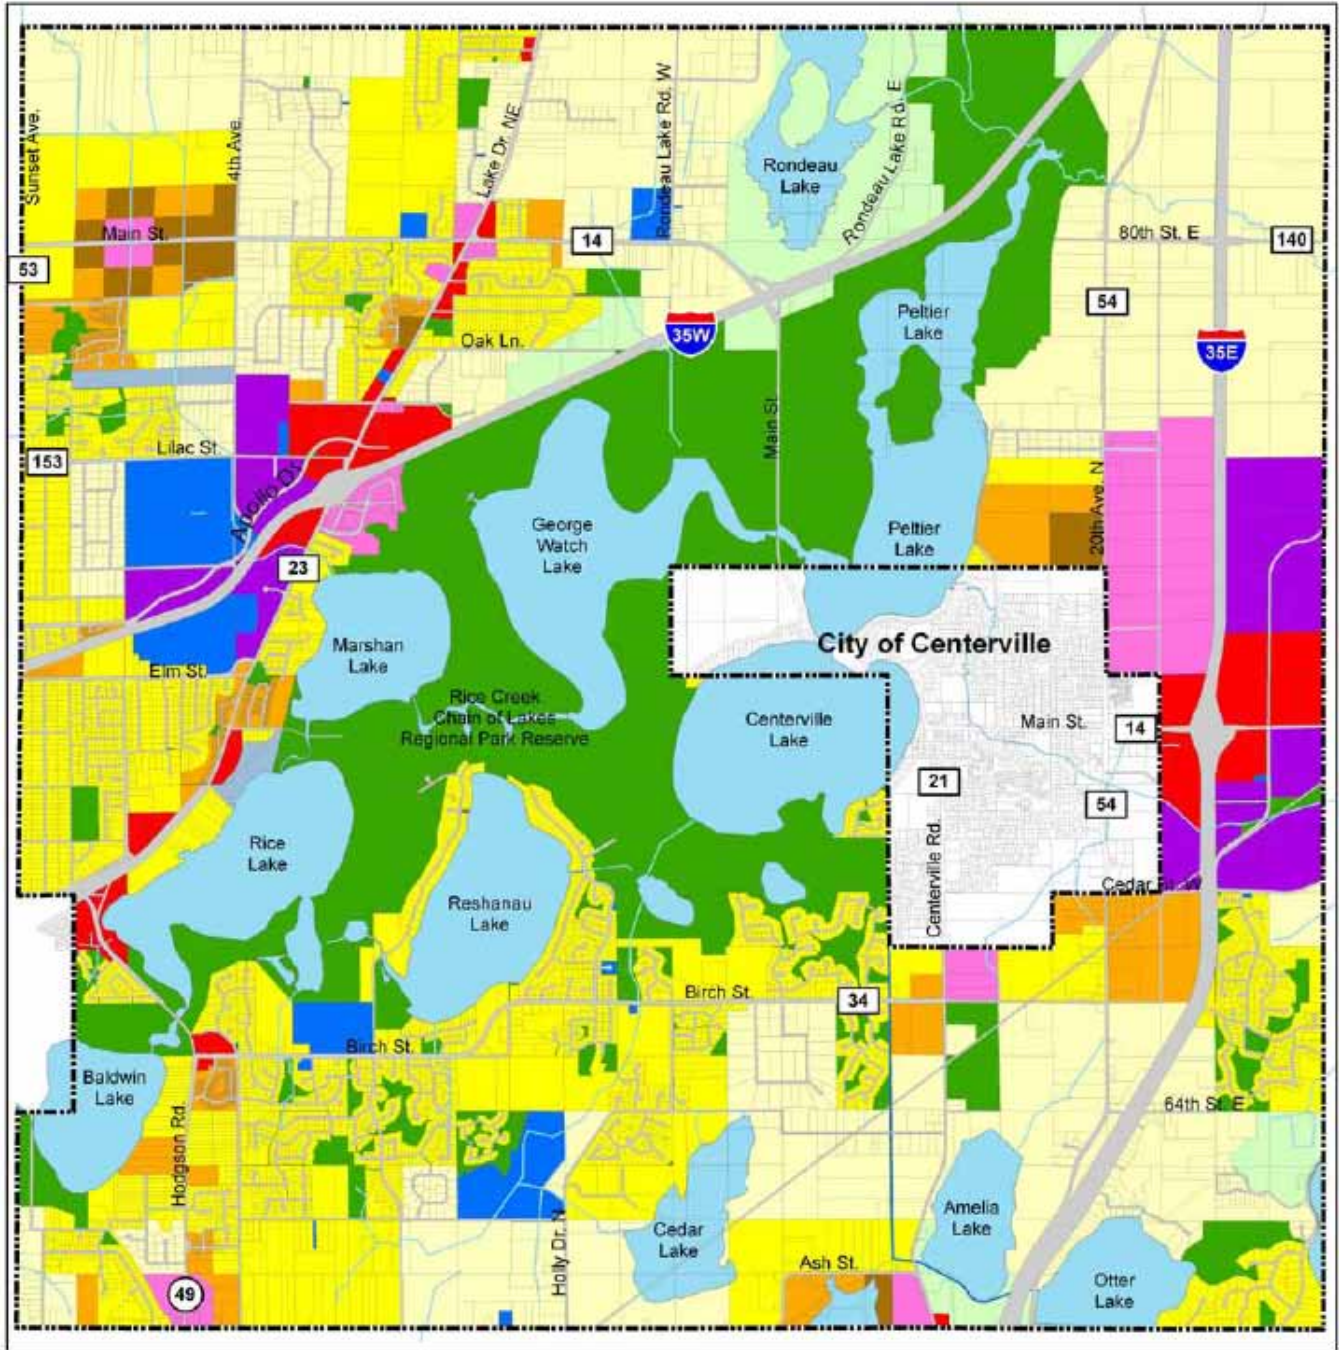 Sunset Ave.
4th Ave.
Lake Dr. NE
Rondeau Lake Rd. W
Rondeau Lake Rd. E
Rondeau
Lake
Main St.
14
80th St. E
140
53
54
Peltier
Lake
35W
35E
Oak Ln.
Main St.
Lilac St
153
Apollo Dr.
20th Ave. N
George
Watch
Lake
Peltier
Lake
23
Marshan
Lake
City of Centerville
Elm St.
Rice Creek
Chain of Lakes
Regional Park Reserve
Centerville
Lake
Main St.
14
21
54
Rice
Lake
Centerville Rd.
Reshanau
Lake
Birch St.
34
Birch St.
Baldwin
Lake
64th St. E
Hodgson Rd.
Amelia
Lake
Cedar
Lake
Holly Dr. N
Ash St.
49
Otter
Lake